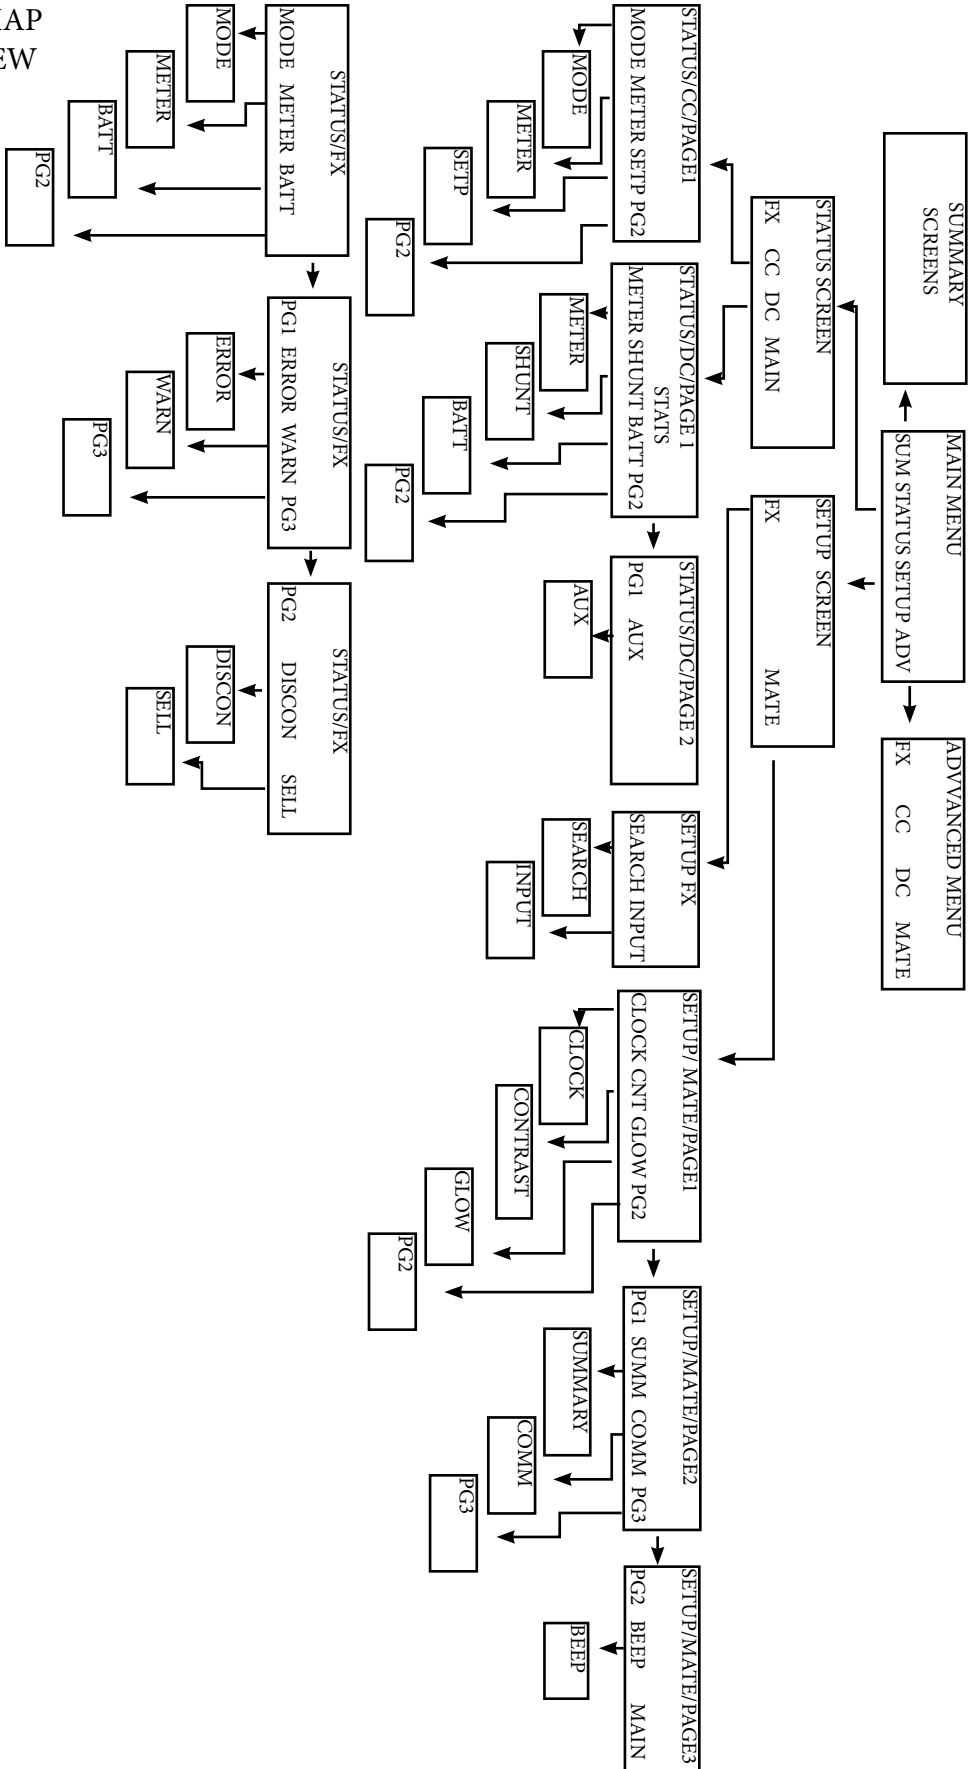 MAP
EW
SUMMARY
SCREENS
MAIN MENU
SUM STATUS SETUP ADV
ADVVANCED MENU
FX CC DC MATE
STATUS SCREEN
FX CC DC MAIN
SETUP SCREEN
FX MATE
STATUS/CC/PAGE1
MODE METER SETP PG2
MODE
METER
SETP
PG2
STATUS/DC/PAGE 1
STATS
METER SHUNT BATT PG2
METER
SHUNT
BATT
PG2
STATUS/DC/PAGE 2
PG1 AUX
AUX
SETUP FX
SEARCH INPUT
SEARCH
INPUT
SETUP/ MATE/PAGE1
CLOCK CNT GLOW PG2
CLOCK
CONTRAST
GLOW
PG2
SETUP/MATE/PAGE2
PG1 SUMM COMM PG3
SUMMARY
COMM
PG3
SETUP/MATE/PAGE3
PG2 BEEP MAIN
BEEP
STATUS/FX
MODE METER BATT
MODE
METER
BATT
PG2
STATUS/FX
PG1 ERROR WARN PG3
ERROR
WARN
PG3
STATUS/FX
PG2 DISCON SELL
DISCON
SELL